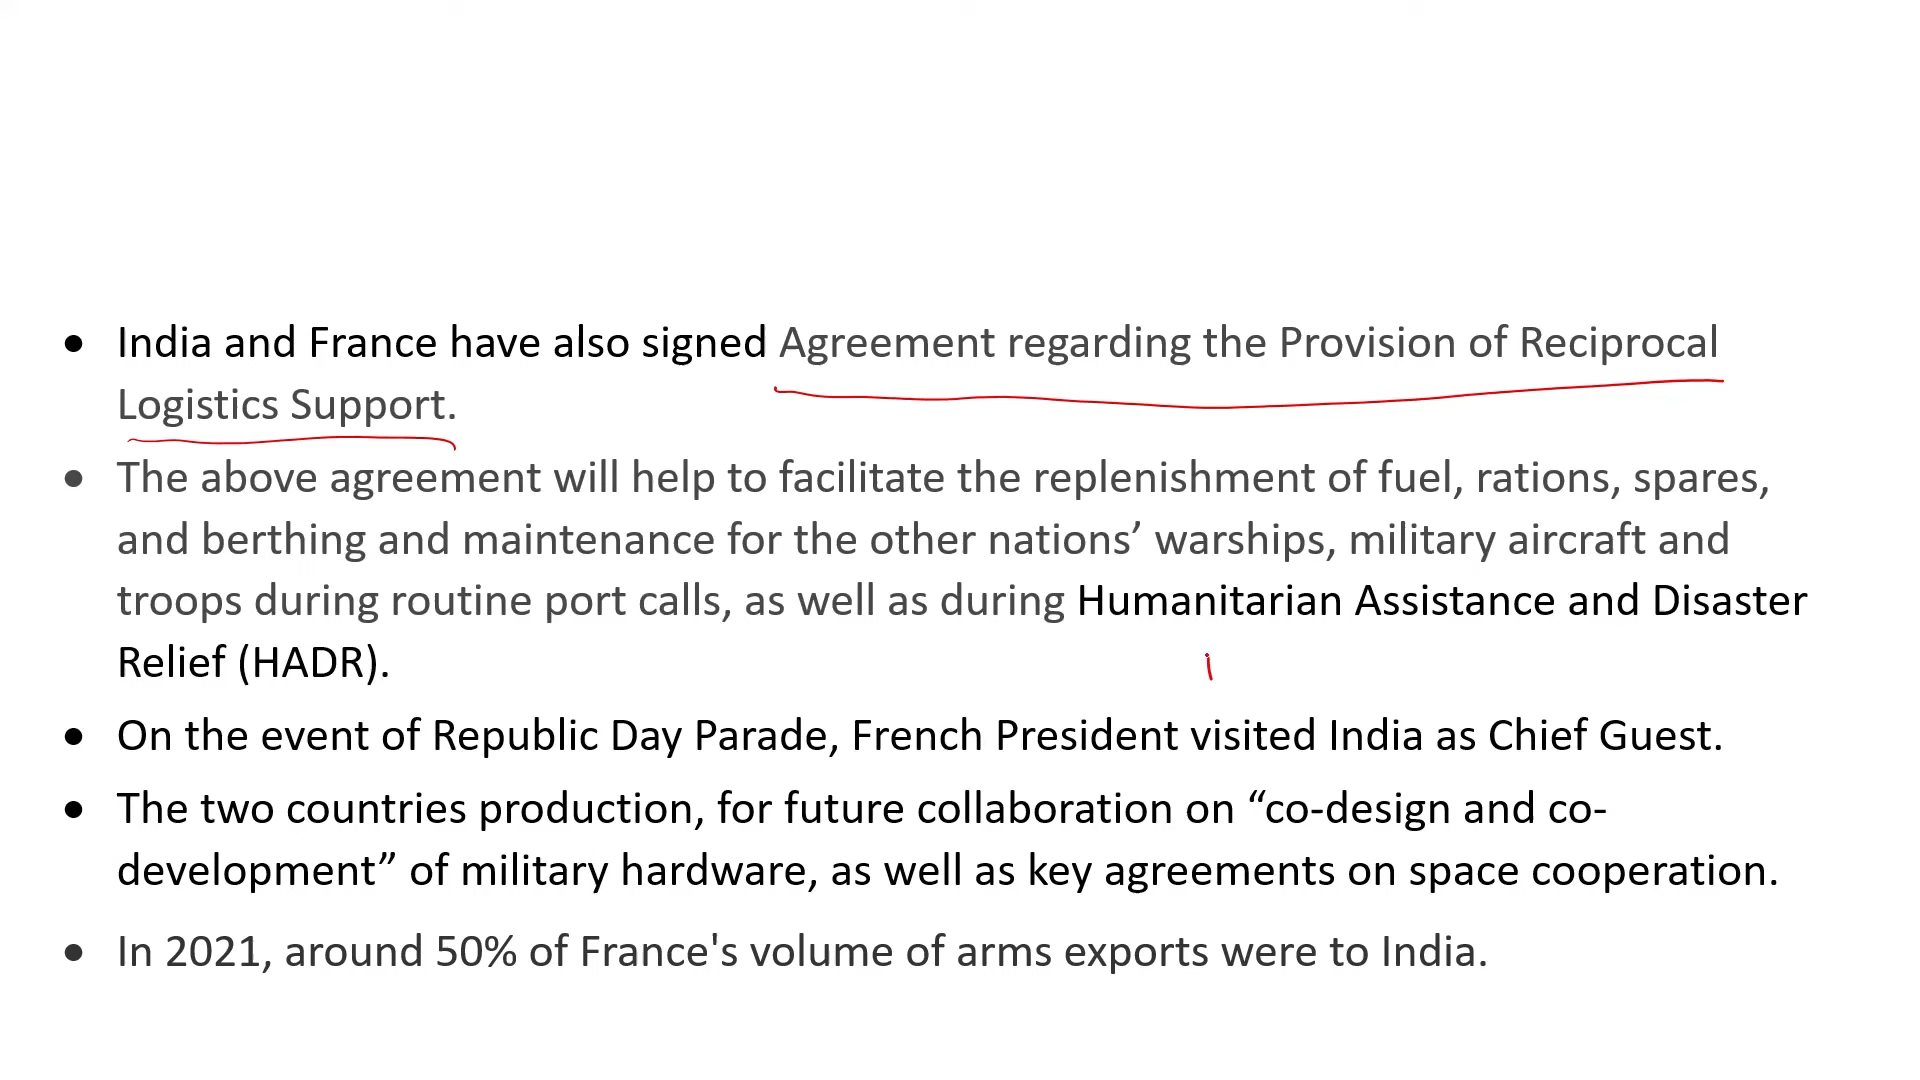 • India and France have also signed Agreement regarding the Provision of Reciprocal
Logistics Support.
• The above agreement will help to facilitate the replenishment of fuel, rations, spares,
and berthing and maintenance for the other nations’ warships, military aircraft and
troops during routine port calls, as well as during Humanitarian Assistance and Disaster
Relief (HADR).
• On the event of Republic Day Parade, French President visited India as Chief Guest.
• The two countries production, for future collaboration on “co-design and co-
development” of military hardware, as well as key agreements on space cooperation.
• In 2021, around 50% of France's volume of arms exports were to India.